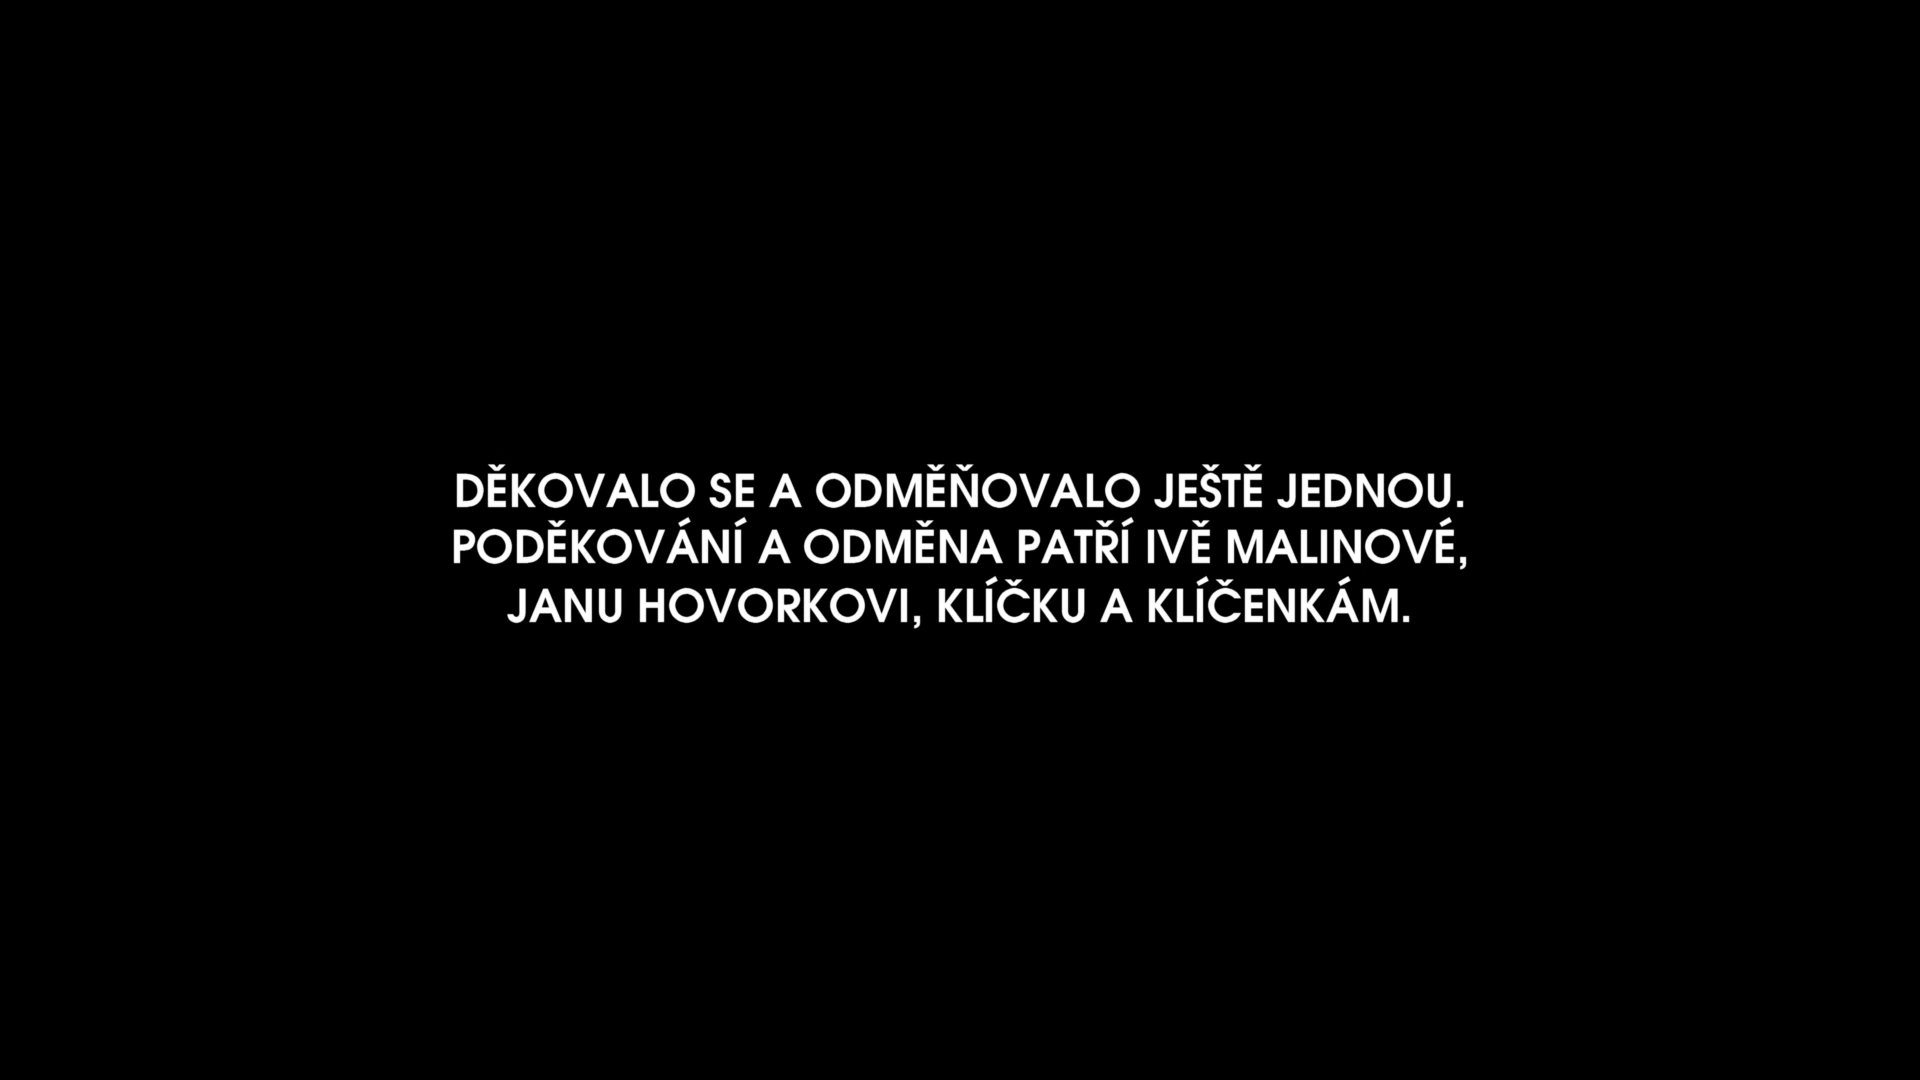 DĚKOVALO SE A ODMĚŇOVALO JEŠTĚ JEDNOU.
PODĚKOVÁNÍ A ODMĚNA PATŘÍ IVĚ MALINOVÉ,
JANU HOVORKOVI, KLÍČKU A KLÍČENKÁM.